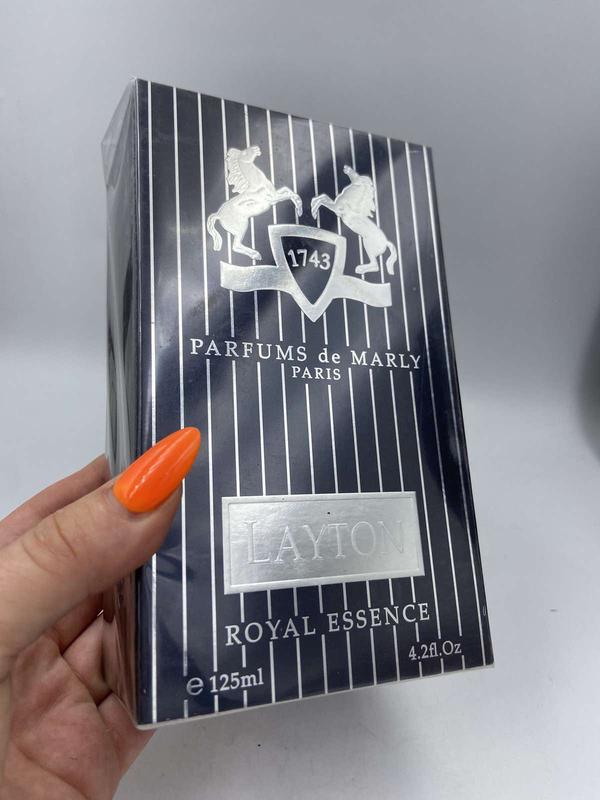 1743
PARFUMS de MARLY
PARIS
LAYTON
ROYAL ESSENCE
℮ 125ml 4.2fl.Oz